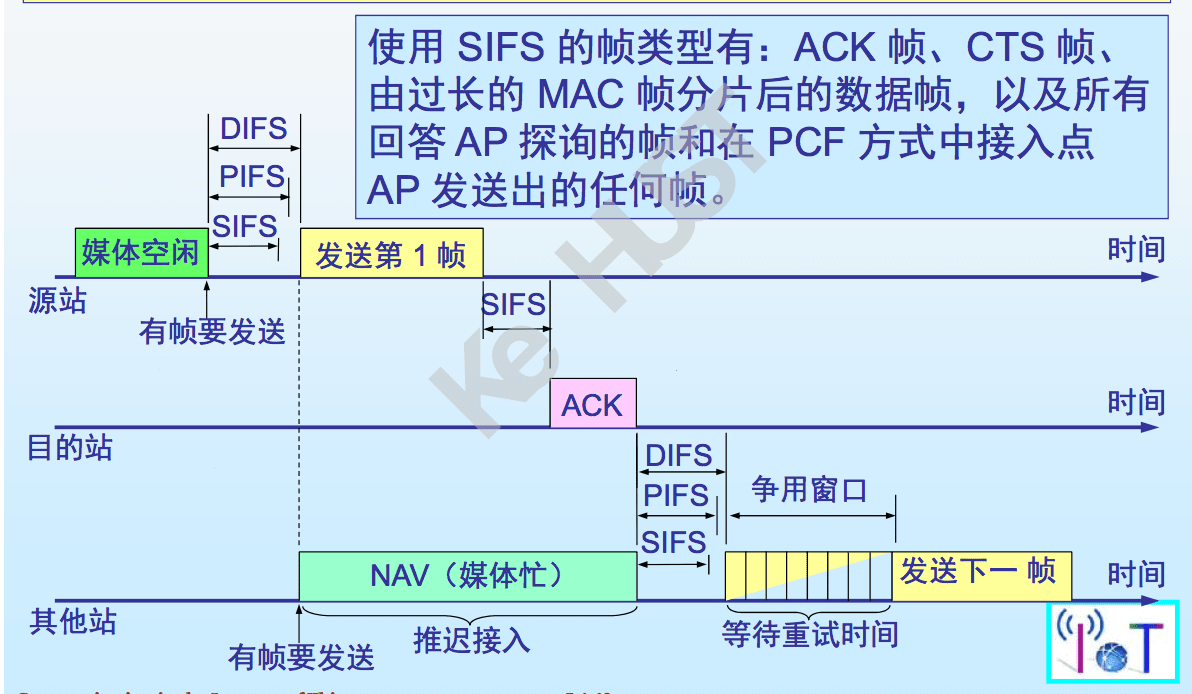 使用 SIFS 的帧类型有：ACK 帧、CTS 帧、
由过长的 MAC 帧分片后的数据帧，以及所有
回答 AP 探询的帧和在 PCF 方式中接入点
AP 发送出的任何帧。
DIFS
PIFS
SIFS
媒体空闲
发送第 1 帧
时间
源站
有帧要发送
SIFS
Ke HUST
ACK
时间
目的站
DIFS
PIFS
争用窗口
SIFS
NAV（媒体忙）
发送下一 帧
时间
其他站
有帧要发送
推迟接入
等待重试时间
IoT